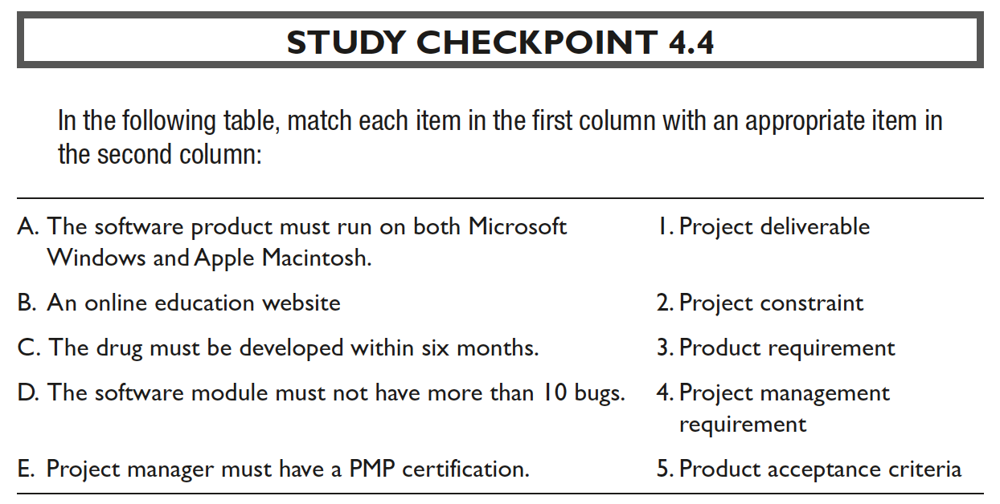 STUDY CHECKPOINT 4.4
In the following table, match each item in the first column with an appropriate item in
the second column:
A. The software product must run on both Microsoft
Windows and Apple Macintosh.
1. Project deliverable
B. An online education website
2. Project constraint
C. The drug must be developed within six months.
3. Product requirement
D. The software module must not have more than 10 bugs.
4. Project management
requirement
E. Project manager must have a PMP certification.
5. Product acceptance criteria